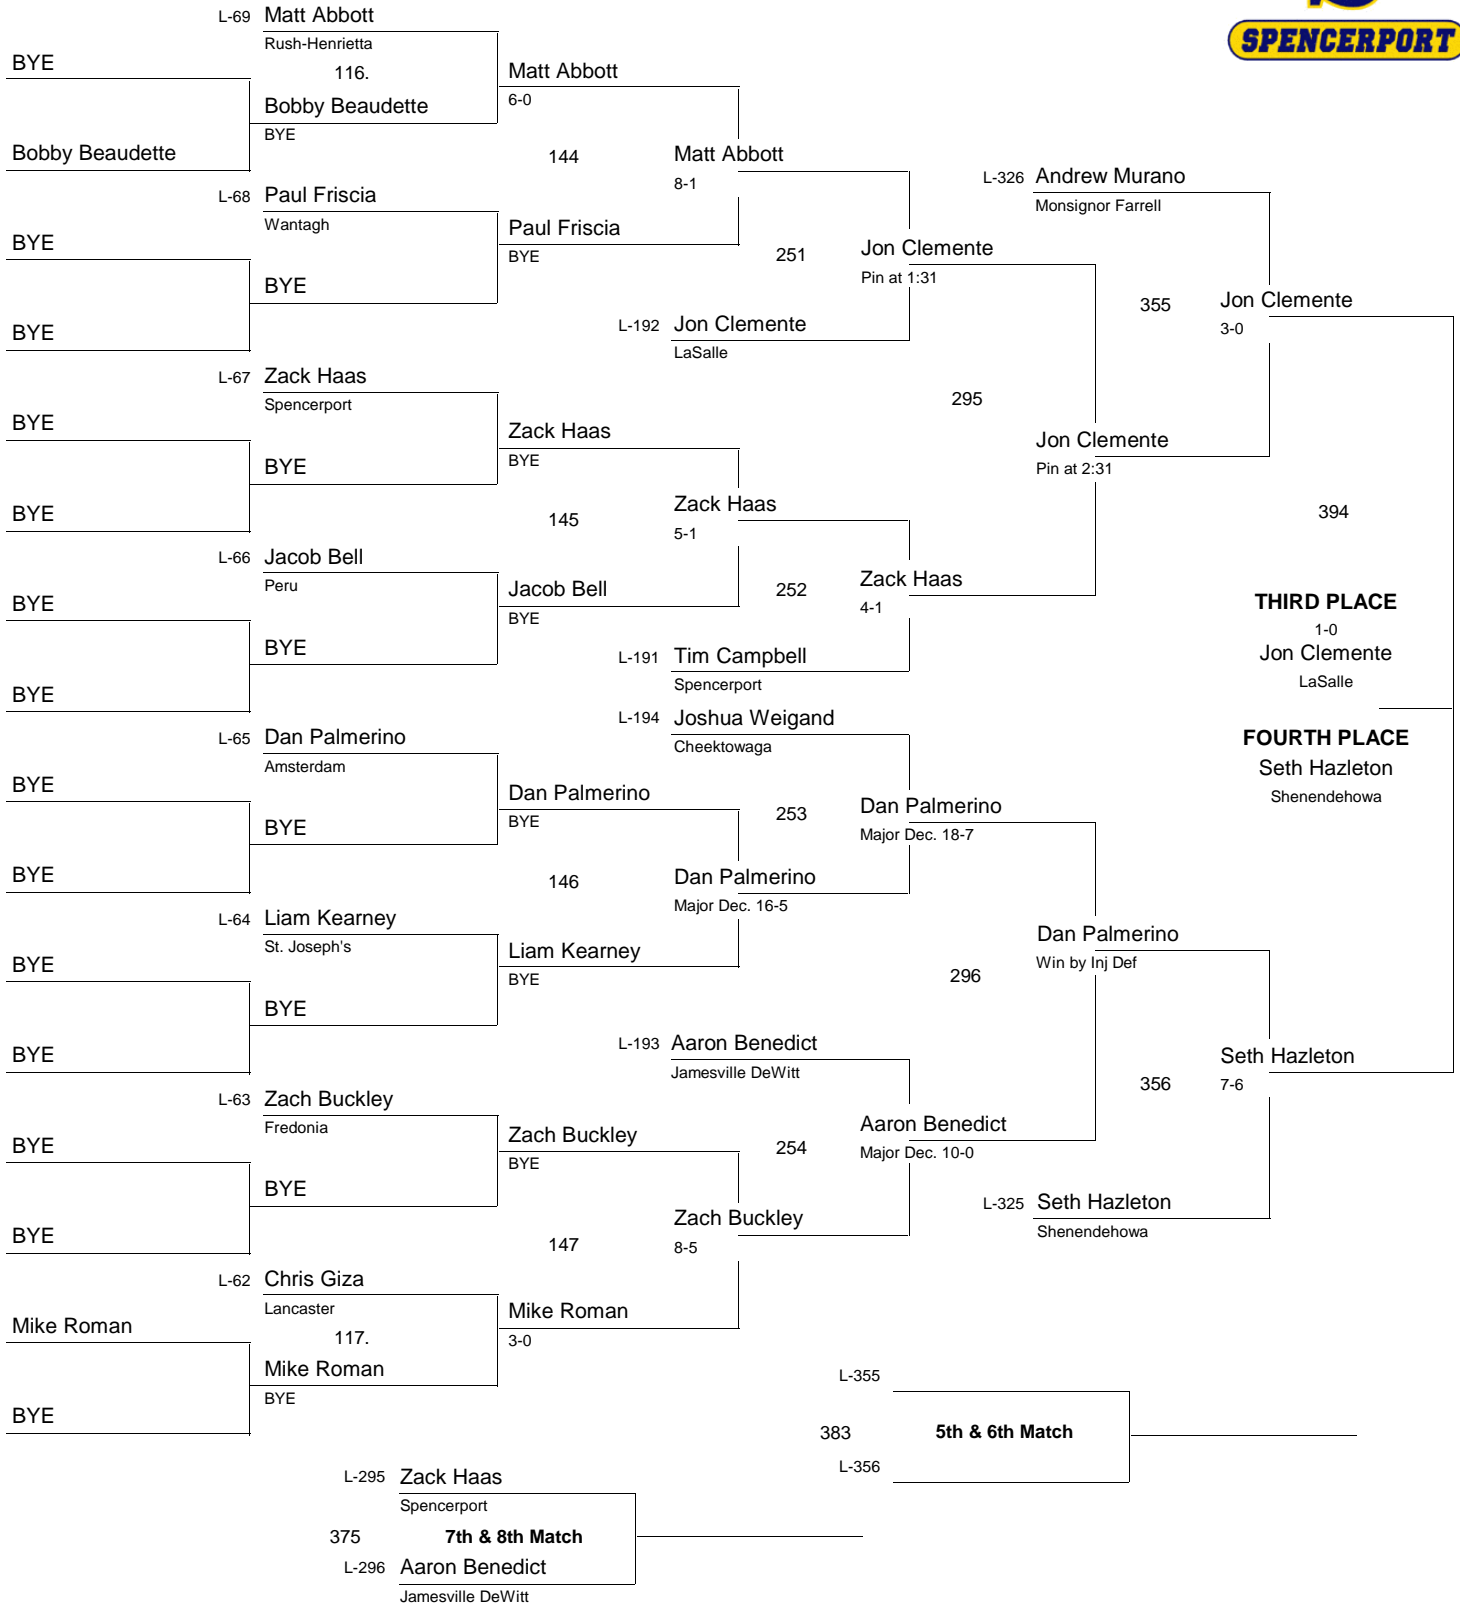 SPENCERPORT
L-69 Matt Abbott
Rush-Henrietta
BYE
116.
Matt Abbott
6-0
Bobby Beaudette
BYE
Bobby Beaudette
144
Matt Abbott
8-1
L-326 Andrew Murano
Monsignor Farrell
L-68 Paul Friscia
Wantagh
Paul Friscia
BYE
BYE
251
Jon Clemente
Pin at 1:31
BYE
355
Jon Clemente
3-0
BYE
L-192 Jon Clemente
LaSalle
L-67 Zack Haas
Spencerport
295
BYE
Zack Haas
BYE
Jon Clemente
Pin at 2:31
BYE
Zack Haas
5-1
BYE
145
394
L-66 Jacob Bell
Peru
Jacob Bell
BYE
252
Zack Haas
4-1
BYE
THIRD PLACE
1-0
Jon Clemente
LaSalle
BYE
L-191 Tim Campbell
Spencerport
BYE
L-194 Joshua Weigand
Cheektowaga
L-65 Dan Palmerino
Amsterdam
FOURTH PLACE
Seth Hazleton
Shenendehowa
BYE
Dan Palmerino
BYE
253
Dan Palmerino
Major Dec. 18-7
BYE
BYE
146
Dan Palmerino
Major Dec. 16-5
L-64 Liam Kearney
St. Joseph's
Dan Palmerino
Win by Inj Def
BYE
Liam Kearney
BYE
296
BYE
L-193 Aaron Benedict
Jamesville DeWitt
BYE
Seth Hazleton
7-6
356
L-63 Zach Buckley
Fredonia
Aaron Benedict
Major Dec. 10-0
BYE
Zach Buckley
BYE
254
BYE
L-325 Seth Hazleton
Shenendehowa
Zach Buckley
8-5
BYE
147
L-62 Chris Giza
Lancaster
Mike Roman
117.
Mike Roman
3-0
Mike Roman
BYE
L-355
BYE
383
5th & 6th Match
L-356
L-295 Zack Haas
Spencerport
375
7th & 8th Match
L-296 Aaron Benedict
Jamesville DeWitt